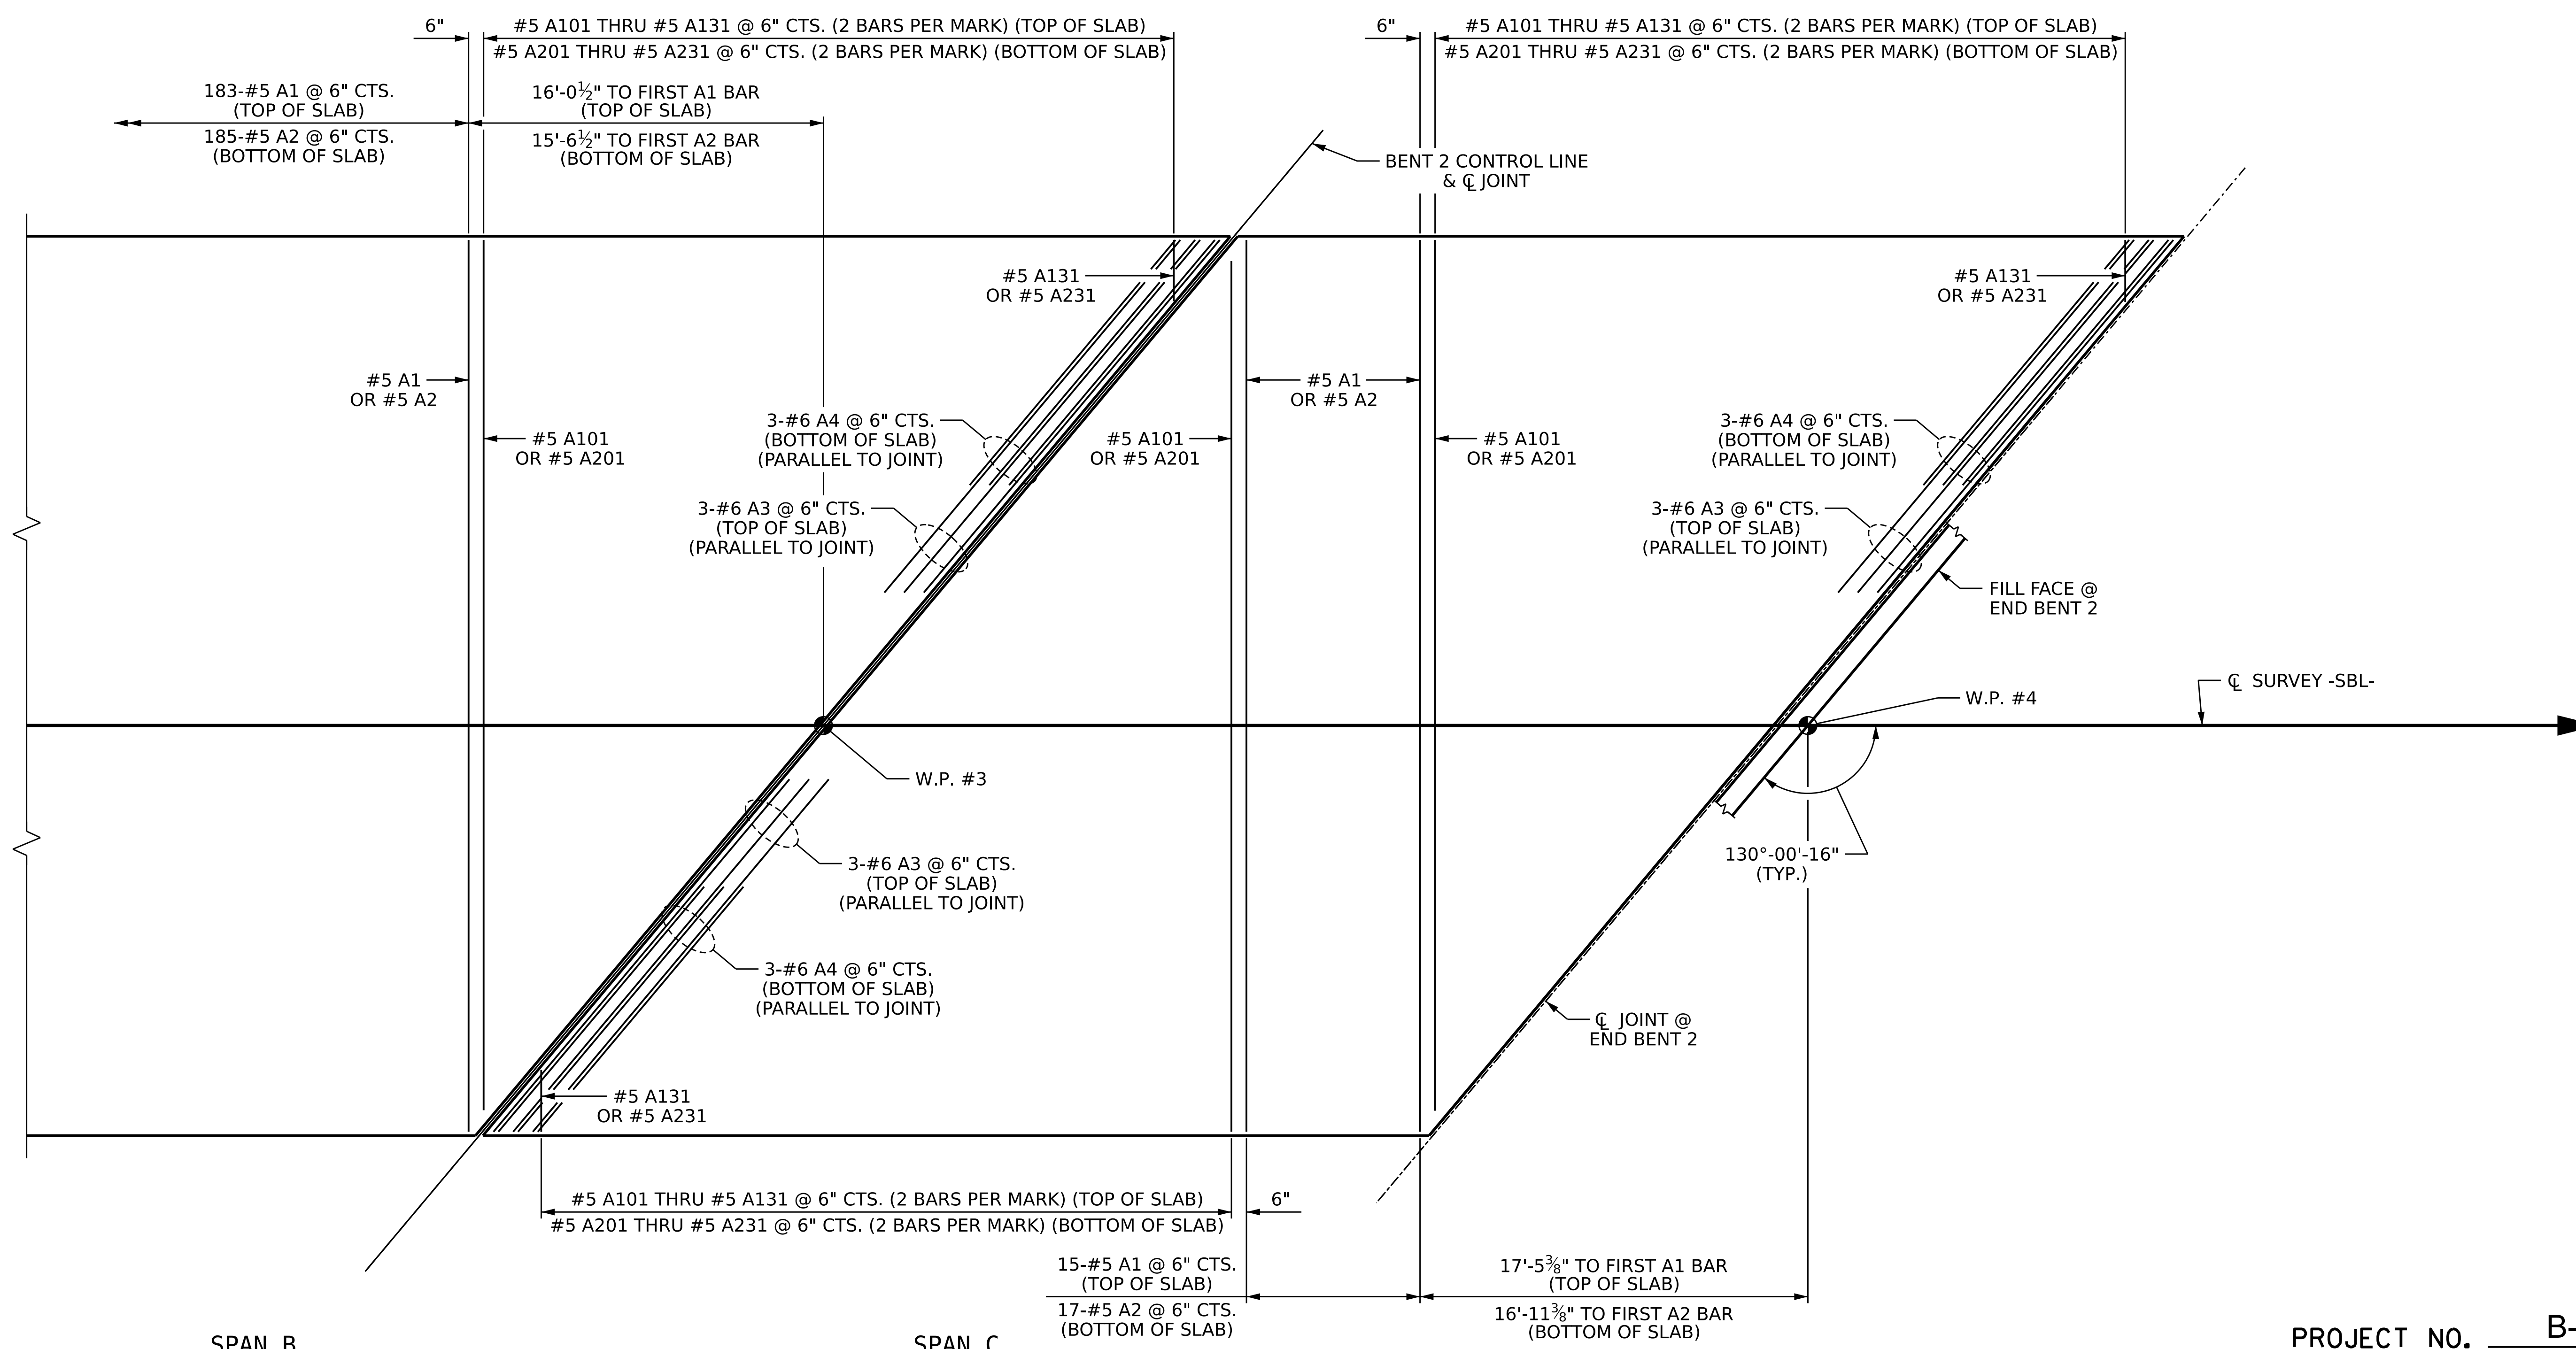 6"
#5 A101 THRU #5 A131 @ 6" CTS. (2 BARS PER MARK) (TOP OF SLAB)
#5 A201 THRU #5 A231 @ 6" CTS. (2 BARS PER MARK) (BOTTOM OF SLAB)
6"
#5 A101 THRU #5 A131 @ 6" CTS. (2 BARS PER MARK) (TOP OF SLAB)
#5 A201 THRU #5 A231 @ 6" CTS. (2 BARS PER MARK) (BOTTOM OF SLAB)
183-#5 A1 @ 6" CTS.
(TOP OF SLAB)
185-#5 A2 @ 6" CTS.
(BOTTOM OF SLAB)
16'-0½" TO FIRST A1 BAR
(TOP OF SLAB)
15'-6½" TO FIRST A2 BAR
(BOTTOM OF SLAB)
BENT 2 CONTROL LINE
& ℄ JOINT
#5 A131
OR #5 A231
#5 A131
OR #5 A231
#5 A1
OR #5 A2
#5 A1
OR #5 A2
3-#6 A4 @ 6" CTS.
(BOTTOM OF SLAB)
(PARALLEL TO JOINT)
3-#6 A4 @ 6" CTS.
(BOTTOM OF SLAB)
(PARALLEL TO JOINT)
#5 A101
OR #5 A201
#5 A101
OR #5 A201
#5 A101
OR #5 A201
3-#6 A3 @ 6" CTS.
(TOP OF SLAB)
(PARALLEL TO JOINT)
3-#6 A3 @ 6" CTS.
(TOP OF SLAB)
(PARALLEL TO JOINT)
FILL FACE @
END BENT 2
℄ SURVEY -SBL-
W.P. #4
W.P. #3
130°-00'-16"
(TYP.)
3-#6 A3 @ 6" CTS.
(TOP OF SLAB)
(PARALLEL TO JOINT)
3-#6 A4 @ 6" CTS.
(BOTTOM OF SLAB)
(PARALLEL TO JOINT)
℄ JOINT @
END BENT 2
#5 A131
OR #5 A231
#5 A101 THRU #5 A131 @ 6" CTS. (2 BARS PER MARK) (TOP OF SLAB)
#5 A201 THRU #5 A231 @ 6" CTS. (2 BARS PER MARK) (BOTTOM OF SLAB)
6"
15-#5 A1 @ 6" CTS.
(TOP OF SLAB)
17-#5 A2 @ 6" CTS.
(BOTTOM OF SLAB)
17'-5⅜" TO FIRST A1 BAR
(TOP OF SLAB)
16'-11⅜" TO FIRST A2 BAR
(BOTTOM OF SLAB)
SPAN B
SPAN C
PROJECT NO. B-